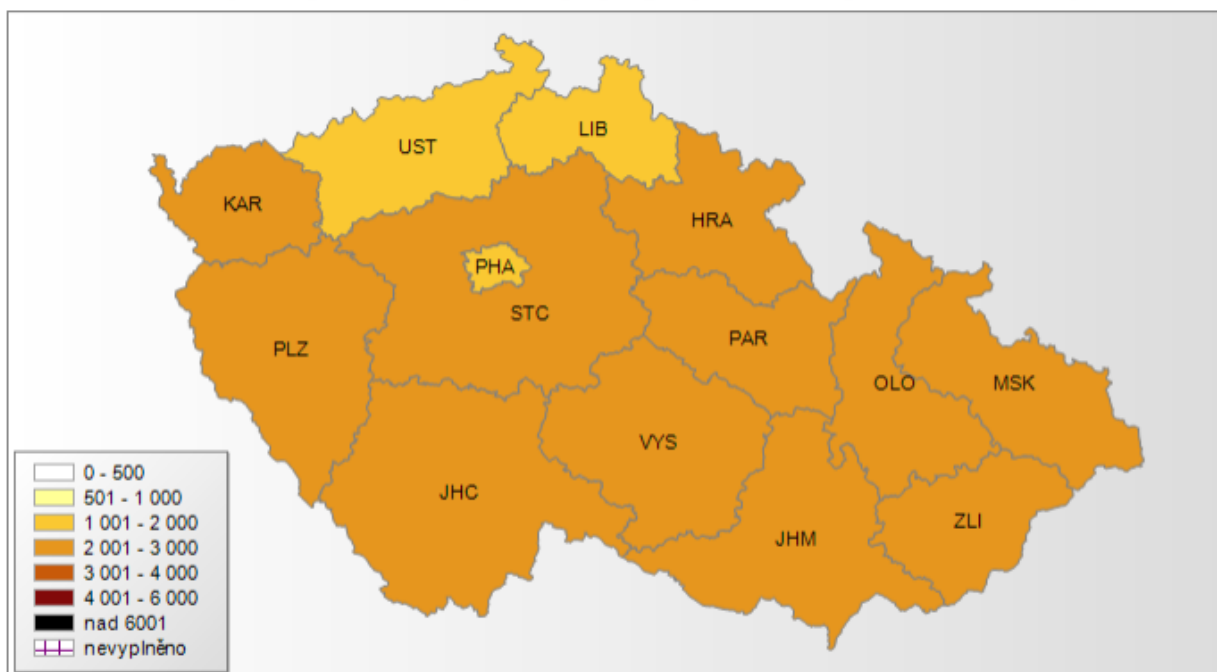 UST
LIB
KAR
HRA
PHA
STC
PAR
PLZ
OLO
MSK
VYS
JHC
ZLI
JHM
0 - 500
501 - 1 000
1 001 - 2 000
2 001 - 3 000
3 001 - 4 000
4 001 - 6 000
nad 6001
nevyplněno